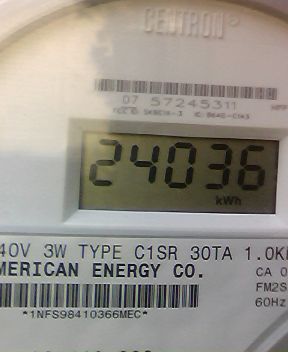 CENTRON®
07 57245311
24036
kWh
40V 3W TYPE C1SR 30TA 1.0K
MERICAN ENERGY CO.
CA 0
FM2S
60Hz
*1NFS98410366MEC*